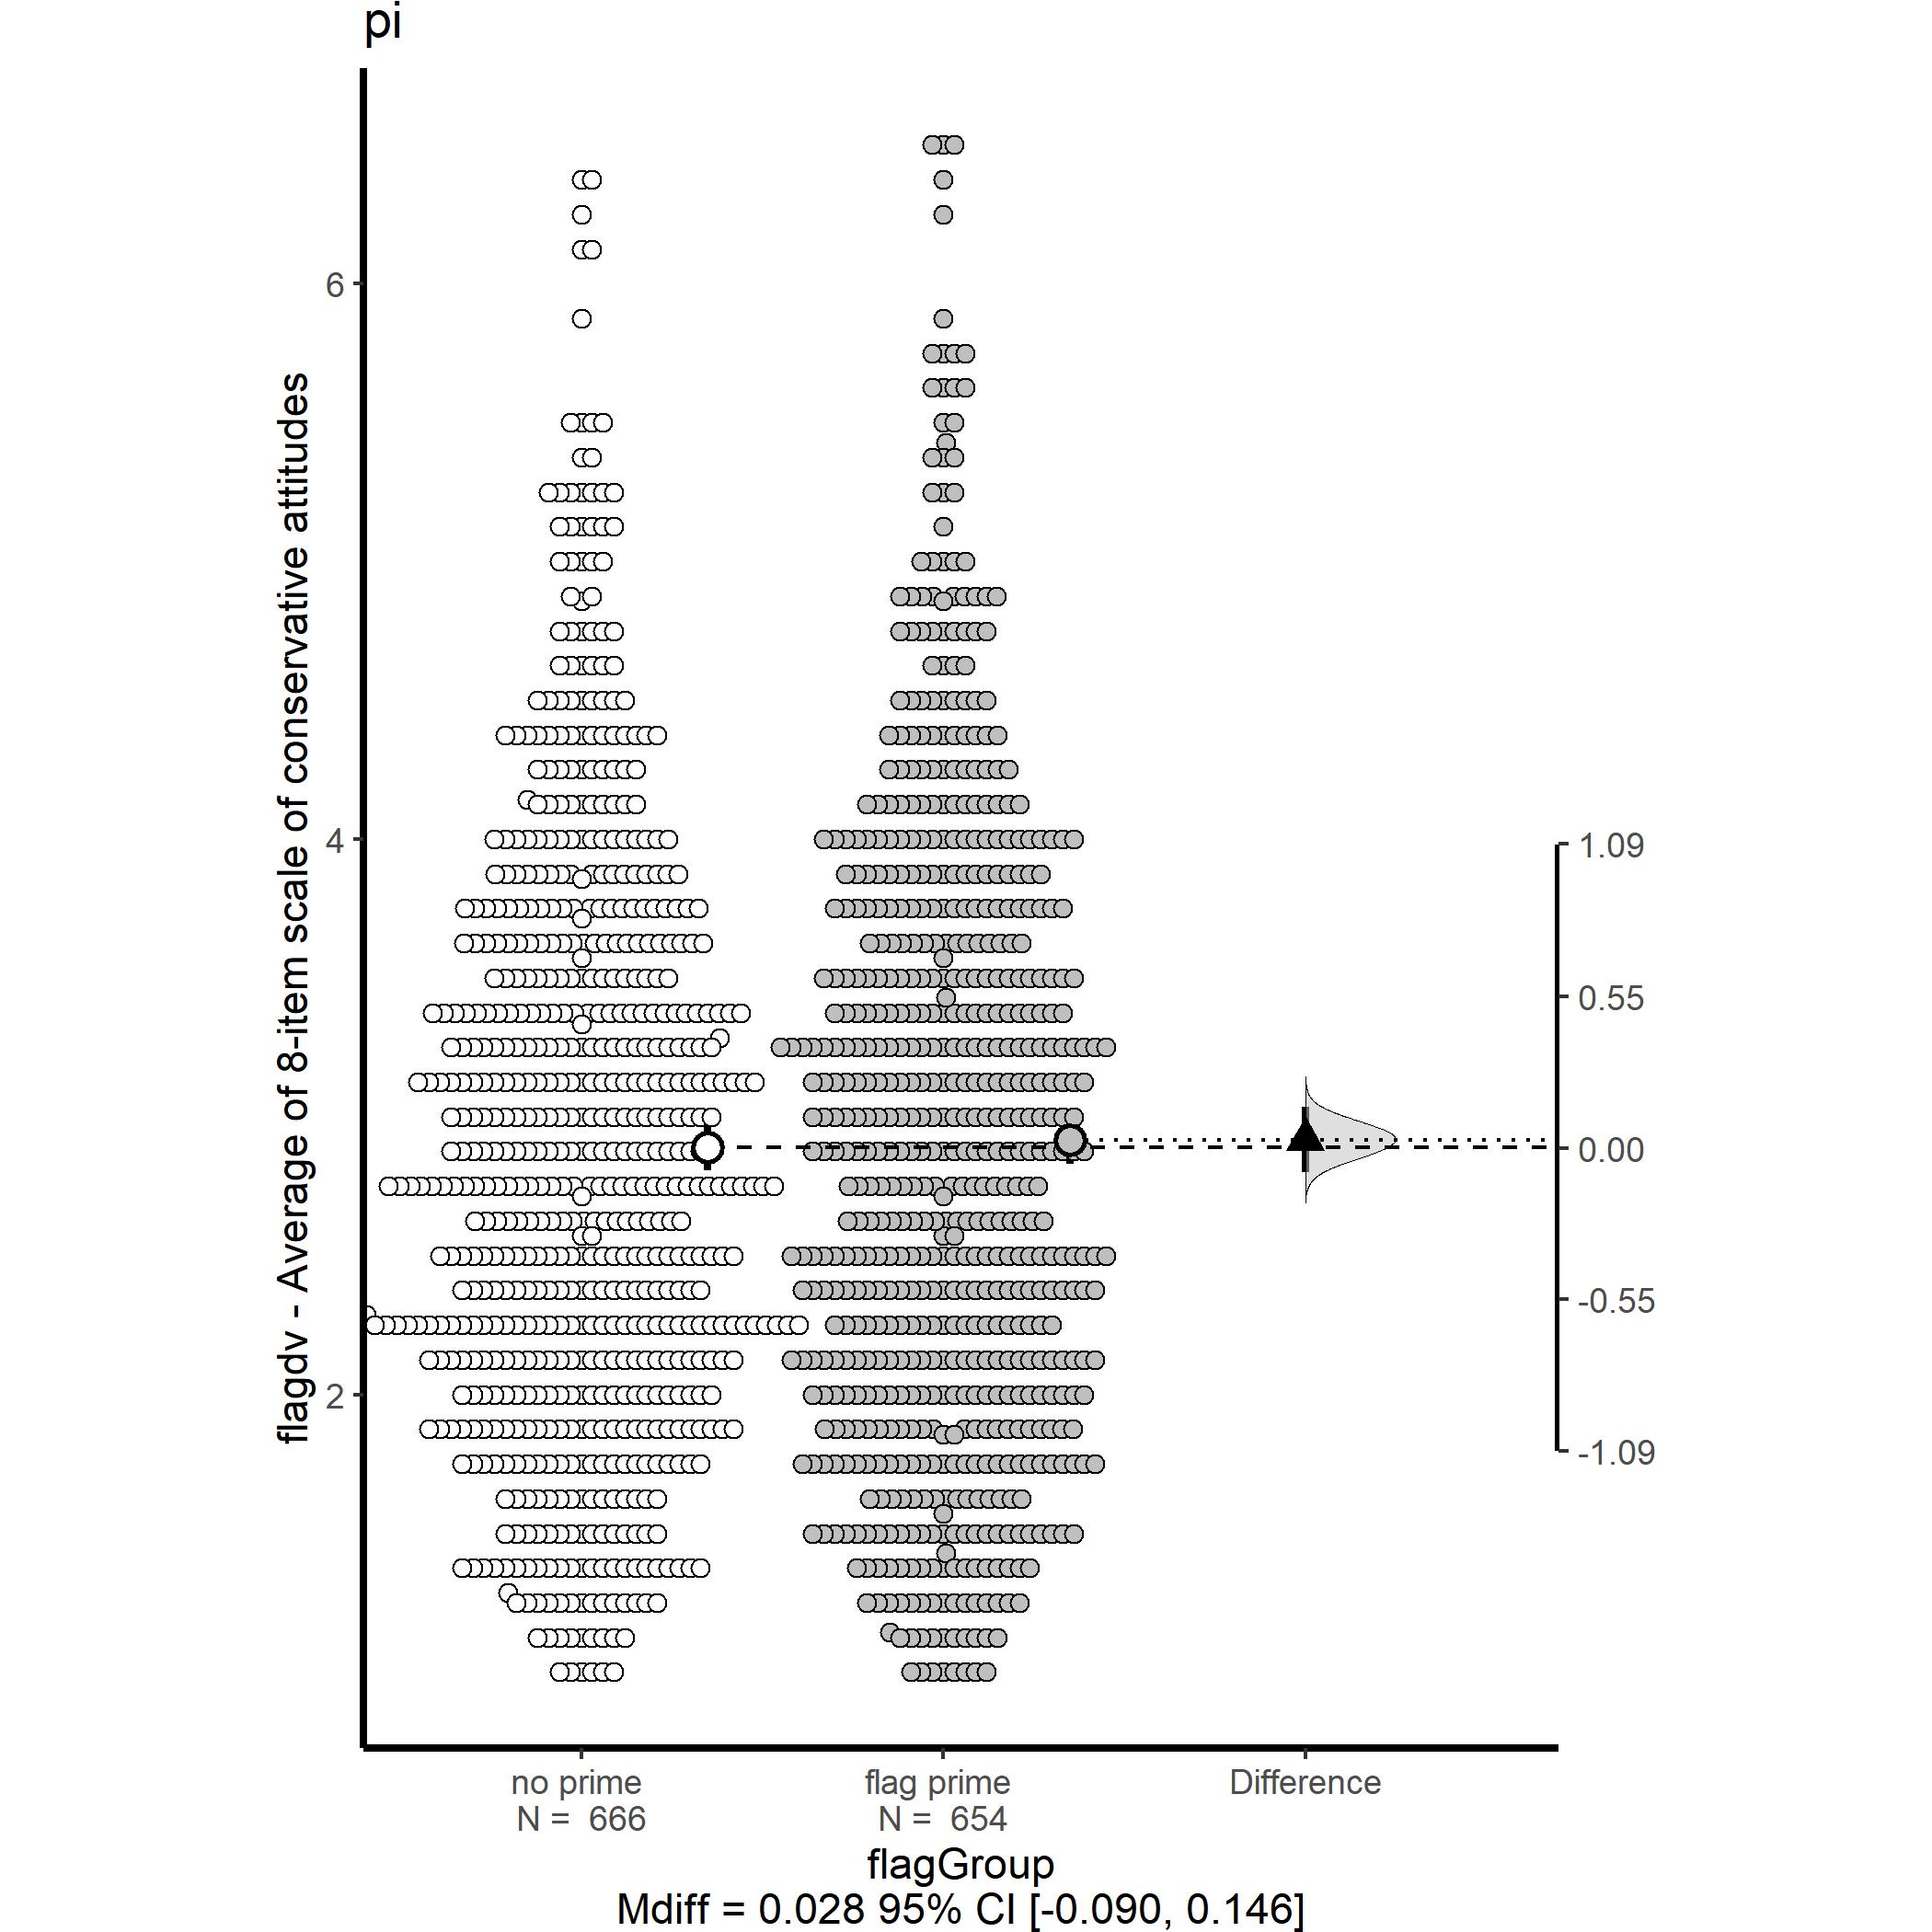 pi
flagdv - Average of 8-item scale of conservative attitudes
6
4
2
1.09
0.55
0.00
-0.55
-1.09
no prime
N = 666
flag prime
N = 654
Difference
flagGroup
Mdiff = 0.028 95% CI [-0.090, 0.146]